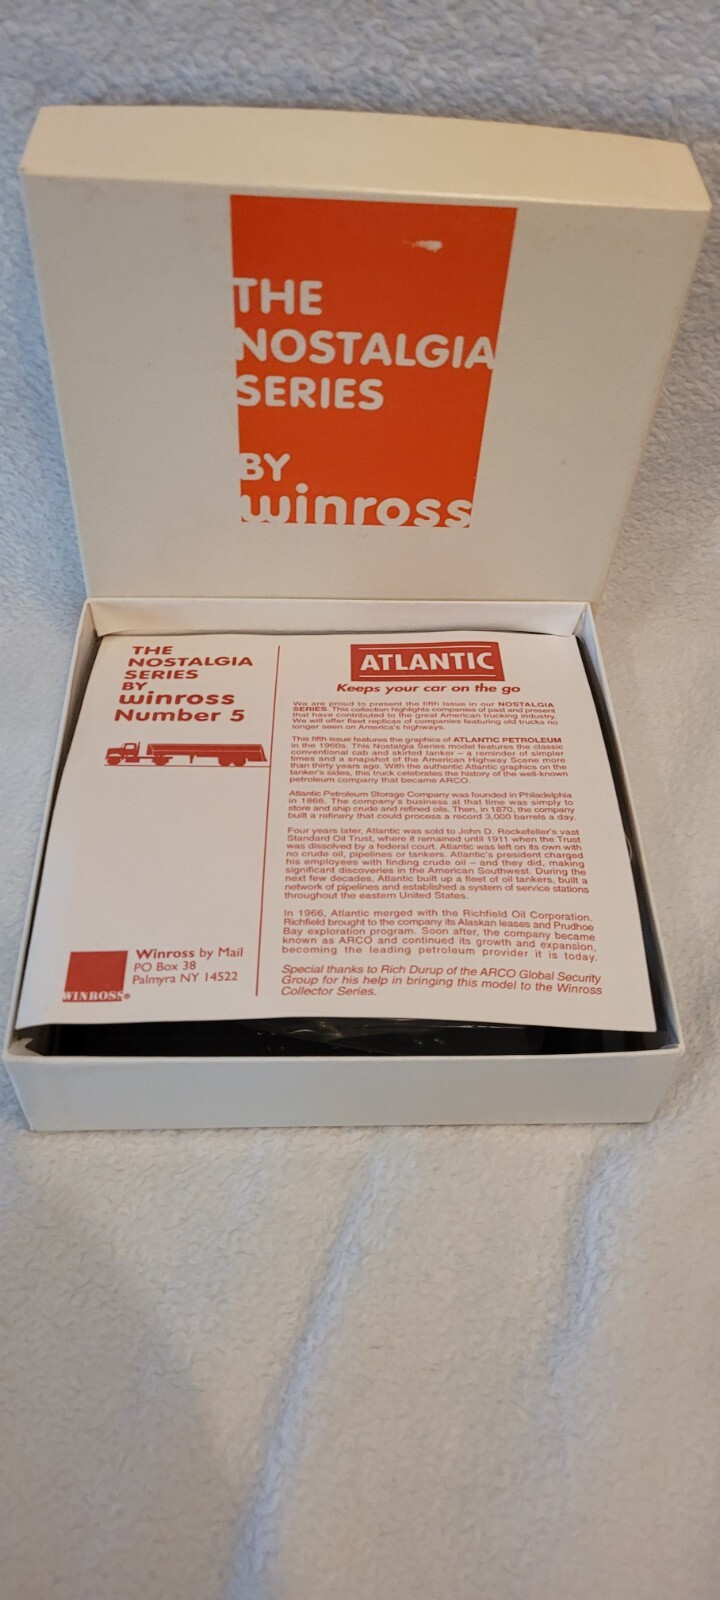 THE
NOSTALGIA
SERIES
BY
winross
THE
NOSTALGIA
SERIES
BY
winross
Number 5
WINROSS®
Winross by Mail
PO Box 38
Palmyra NY 14522
ATLANTIC
Keeps your car on the go
We are proud to present the fifth issue in our NOSTALGIA
SERIES. This collection highlights companies of past and present
that have contributed to the great American trucking industry.
We will offer fleet replicas of companies featuring old trucks no
longer seen on America's highways.
This fifth issue features the graphics of ATLANTIC PETROLEUM
in the 1960s. This Nostalgia Series model features the classic
conventional cab and skirted tanker – a reminder of simpler
times and a snapshot of the American Highway Scene more
than thirty years ago. With the authentic Atlantic graphics on the
tanker's sides, this truck celebrates the history of the well-known
petroleum company that became ARCO.
Atlantic Petroleum Storage Company was founded in Philadelphia
in 1866. The company's business at that time was simply to
store and ship crude and refined oils. Then, in 1870, the company
built a refinery that could process a record 3,000 barrels a day.
Four years later, Atlantic was sold to John D. Rockefeller's vast
Standard Oil Trust, where it remained until 1911 when the Trust
was dissolved by a federal court. Atlantic was left on its own with
no crude oil, pipelines or tankers. Atlantic's president charged
his employees with finding crude oil – and they did, making
significant discoveries in the American Southwest. During the
next few decades, Atlantic built up a fleet of oil tankers, built a
network of pipelines and established a system of service stations
throughout the eastern United States.
In 1966, Atlantic merged with the Richfield Oil Corporation.
Richfield brought to the company its Alaskan leases and Prudhoe
Bay exploration program. Soon after, the company became
known as ARCO and continued its growth and expansion,
becoming the leading petroleum provider it is today.
Special thanks to Rich Durup of the ARCO Global Security
Group for his help in bringing this model to the Winross
Collector Series.